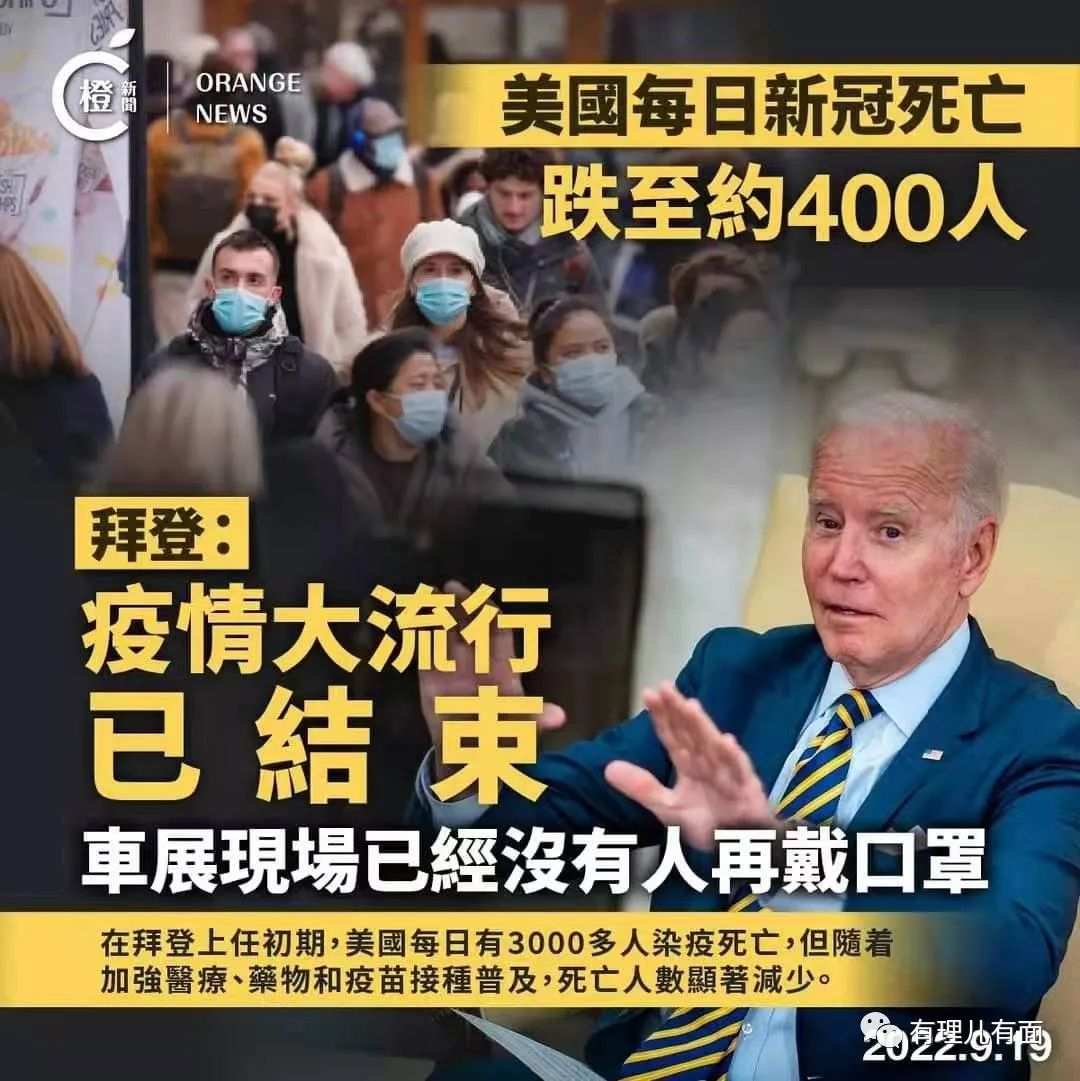 橙
新聞
ORANGE
NEWS
美國每日新冠死亡
跌至約400人
拜登：
疫情大流行
已結束
車展現場已經沒有人再戴口罩
在拜登上任初期，美國每日有3000多人染疫死亡，但隨着
加強醫療、藥物和疫苗接種普及，死亡人數顯著減少。
有理儿有面
2022.9.19